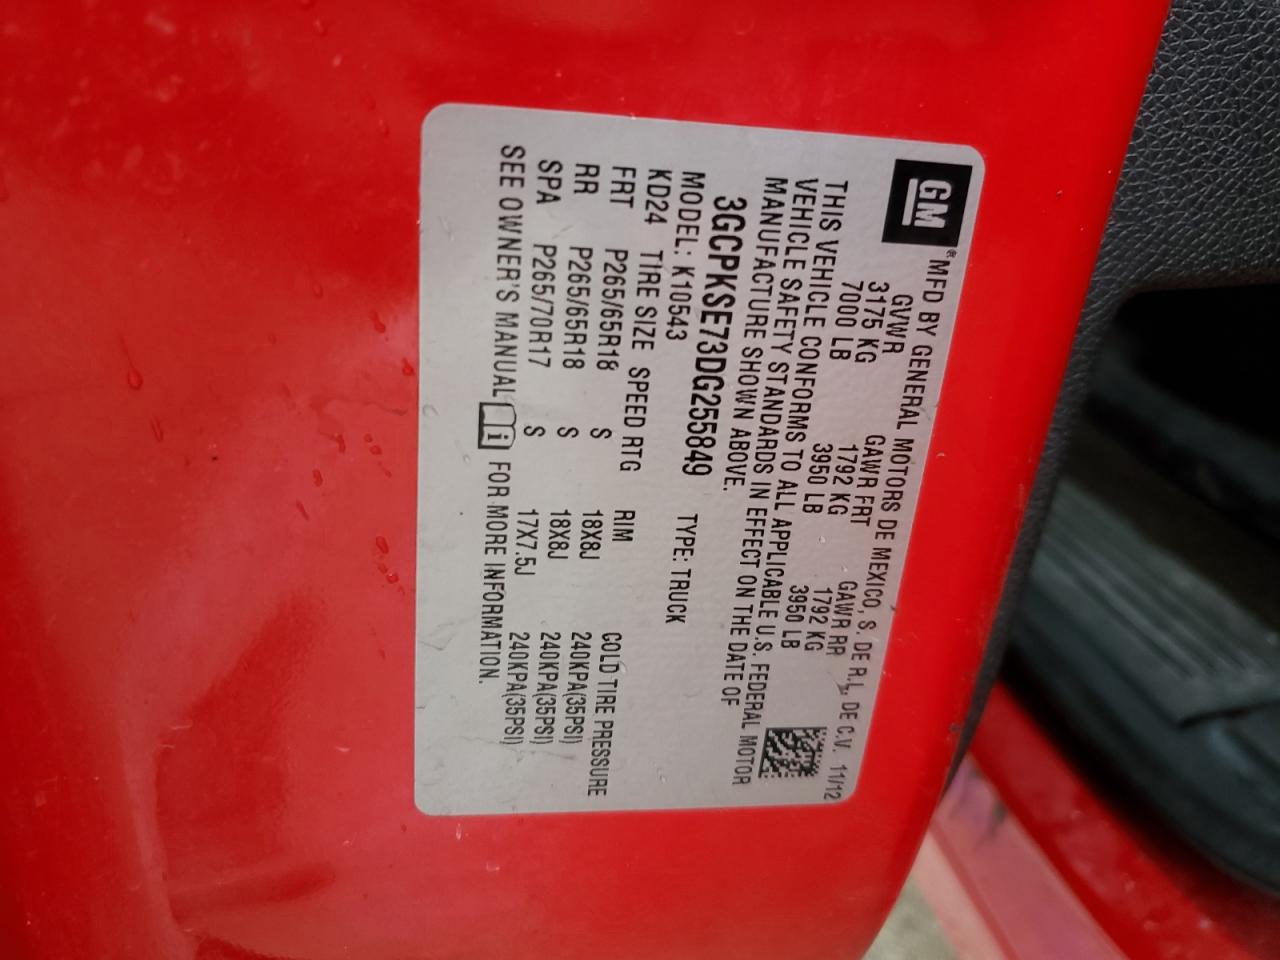 GM® MFD BY GENERAL MOTORS DE MEXICO, S. DE R.L. DE C.V. 11/12
GVWR GAWR FRT GAWR RR
3175 KG 1792 KG 1792 KG
7000 LB 3950 LB 3950 LB
THIS VEHICLE CONFORMS TO ALL APPLICABLE U.S. FEDERAL MOTOR
VEHICLE SAFETY STANDARDS IN EFFECT ON THE DATE OF
MANUFACTURE SHOWN ABOVE.
3GCPKSE73DG255849 TYPE: TRUCK
MODEL: K10543
KD24 TIRE SIZE SPEED RTG RIM COLD TIRE PRESSURE
FRT P265/65R18 S 18X8J 240KPA(35PSI)
RR P265/65R18 S 18X8J 240KPA(35PSI)
SPA P265/70R17 S 17X7.5J 240KPA(35PSI)
SEE OWNER'S MANUAL i FOR MORE INFORMATION.